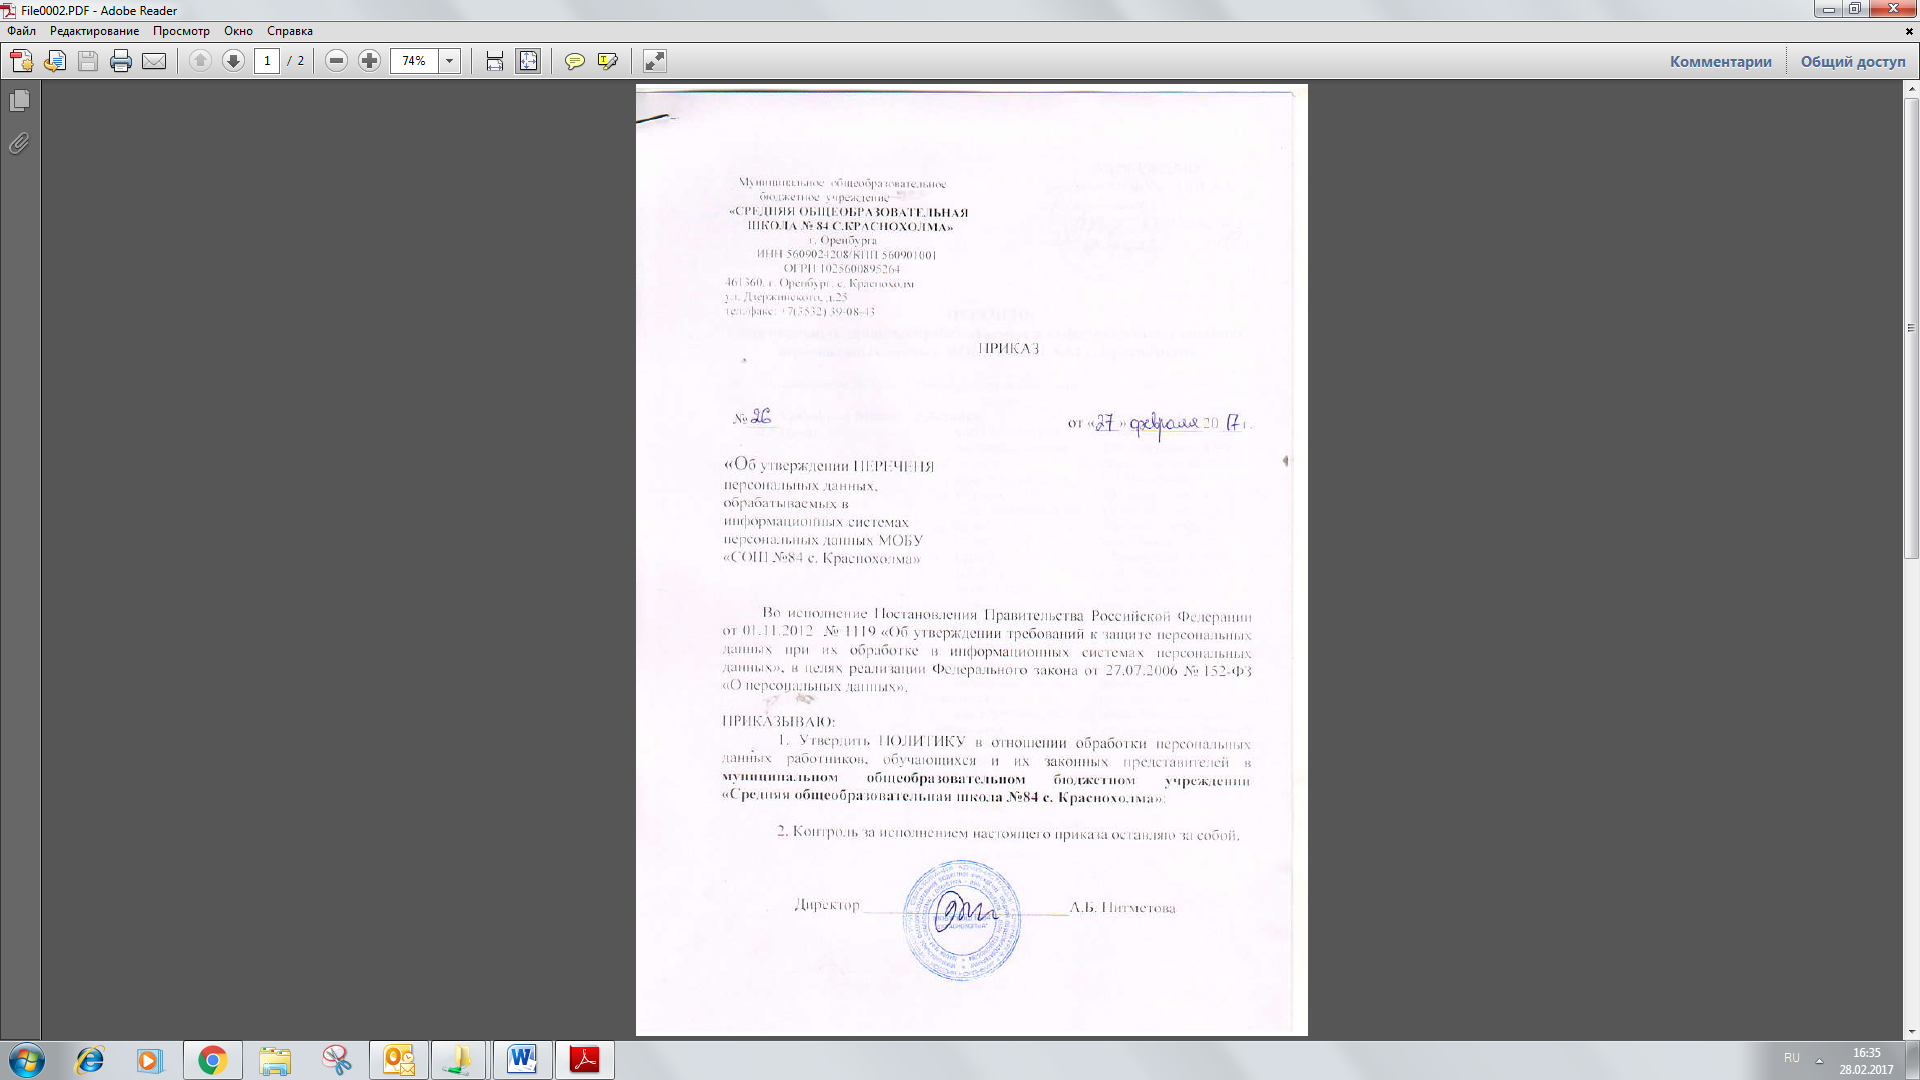 File0002.PDF - Adobe Reader
Файл Редактирование Просмотр Окно Справка
1 / 2 74% Комментарии Общий доступ
Муниципальное общеобразовательное
бюджетное учреждение
«СРЕДНЯЯ ОБЩЕОБРАЗОВАТЕЛЬНАЯ
ШКОЛА № 84 С.КРАСНОХОЛМА»
г. Оренбурга
ИНН 5609024208/КПП 560901001
ОГРН 1025600895264
461360, г. Оренбург, с. Краснохолм
ул. Дзержинского, д.25
тел./факс: +7(3532) 39-08-43
ПРИКАЗ
№ 26 от «27» февраля 2017 г.
«Об утверждении ПЕРЕЧЕНЯ
персональных данных,
обрабатываемых в
информационных системах
персональных данных МОБУ
«СОШ №84 с. Краснохолма»
Во исполнение Постановления Правительства Российской Федерации
от 01.11.2012 № 1119 «Об утверждении требований к защите персональных
данных при их обработке в информационных системах персональных
данных», в целях реализации Федерального закона от 27.07.2006 № 152-ФЗ
«О персональных данных»,
ПРИКАЗЫВАЮ:
1. Утвердить ПОЛИТИКУ в отношении обработки персональных
данных работников, обучающихся и их законных представителей в
муниципальном общеобразовательном бюджетном учреждении
«Средняя общеобразовательная школа №84 с. Краснохолма»:
2. Контроль за исполнением настоящего приказа оставляю за собой.
Директор А.Б. Нитметова
RU 16:35
28.02.2017